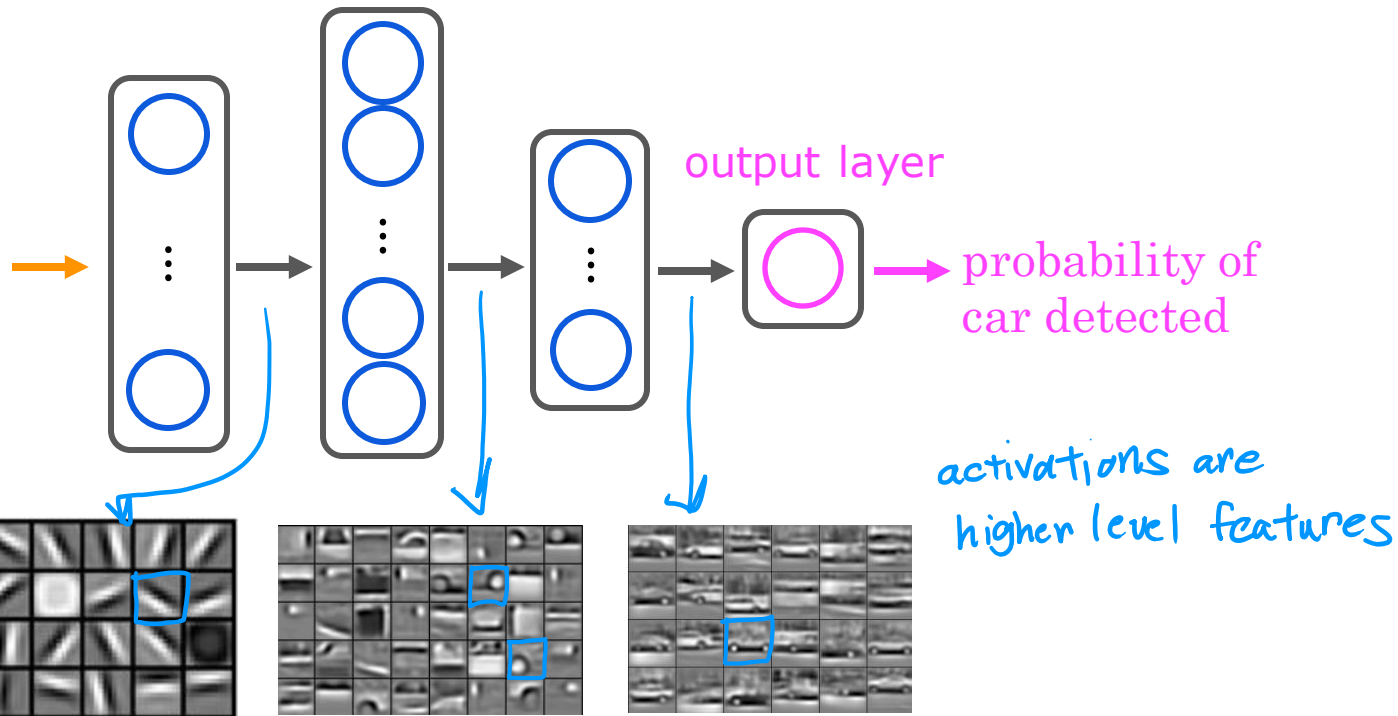 output layer
probability of
car detected
activations are
higher level features